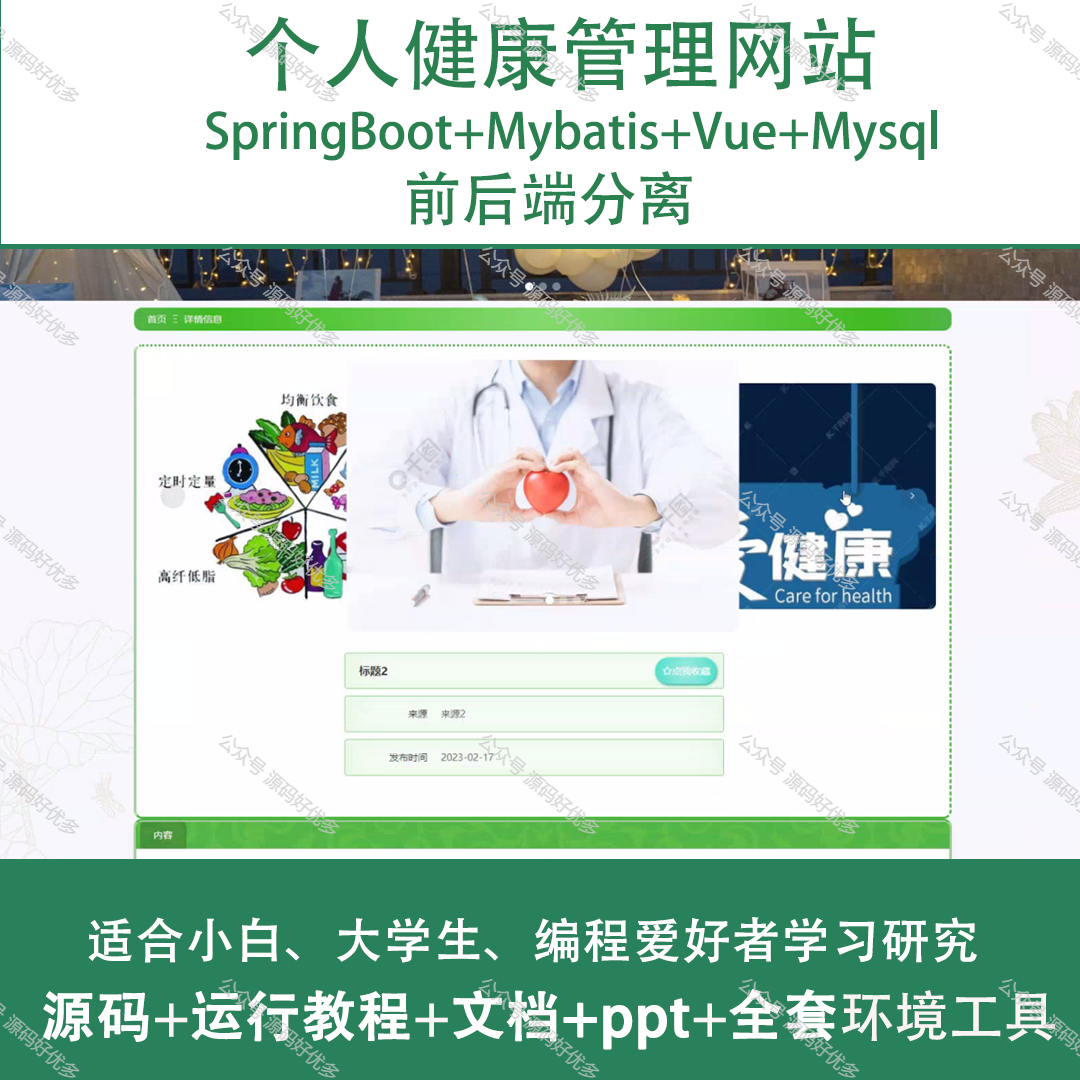 个人健康管理网站
SpringBoot+Mybatis+Vue+Mysql
前后端分离
首页 Ξ 详情信息
均衡饮食
定时定量
MILK
高纤低脂
爱健康
Care for health
标题2
☆点我收藏
来源 来源2
发布时间 2023-02-17
内容
适合小白、大学生、编程爱好者学习研究
源码+运行教程+文档+ppt+全套环境工具
公众号 源码好优多